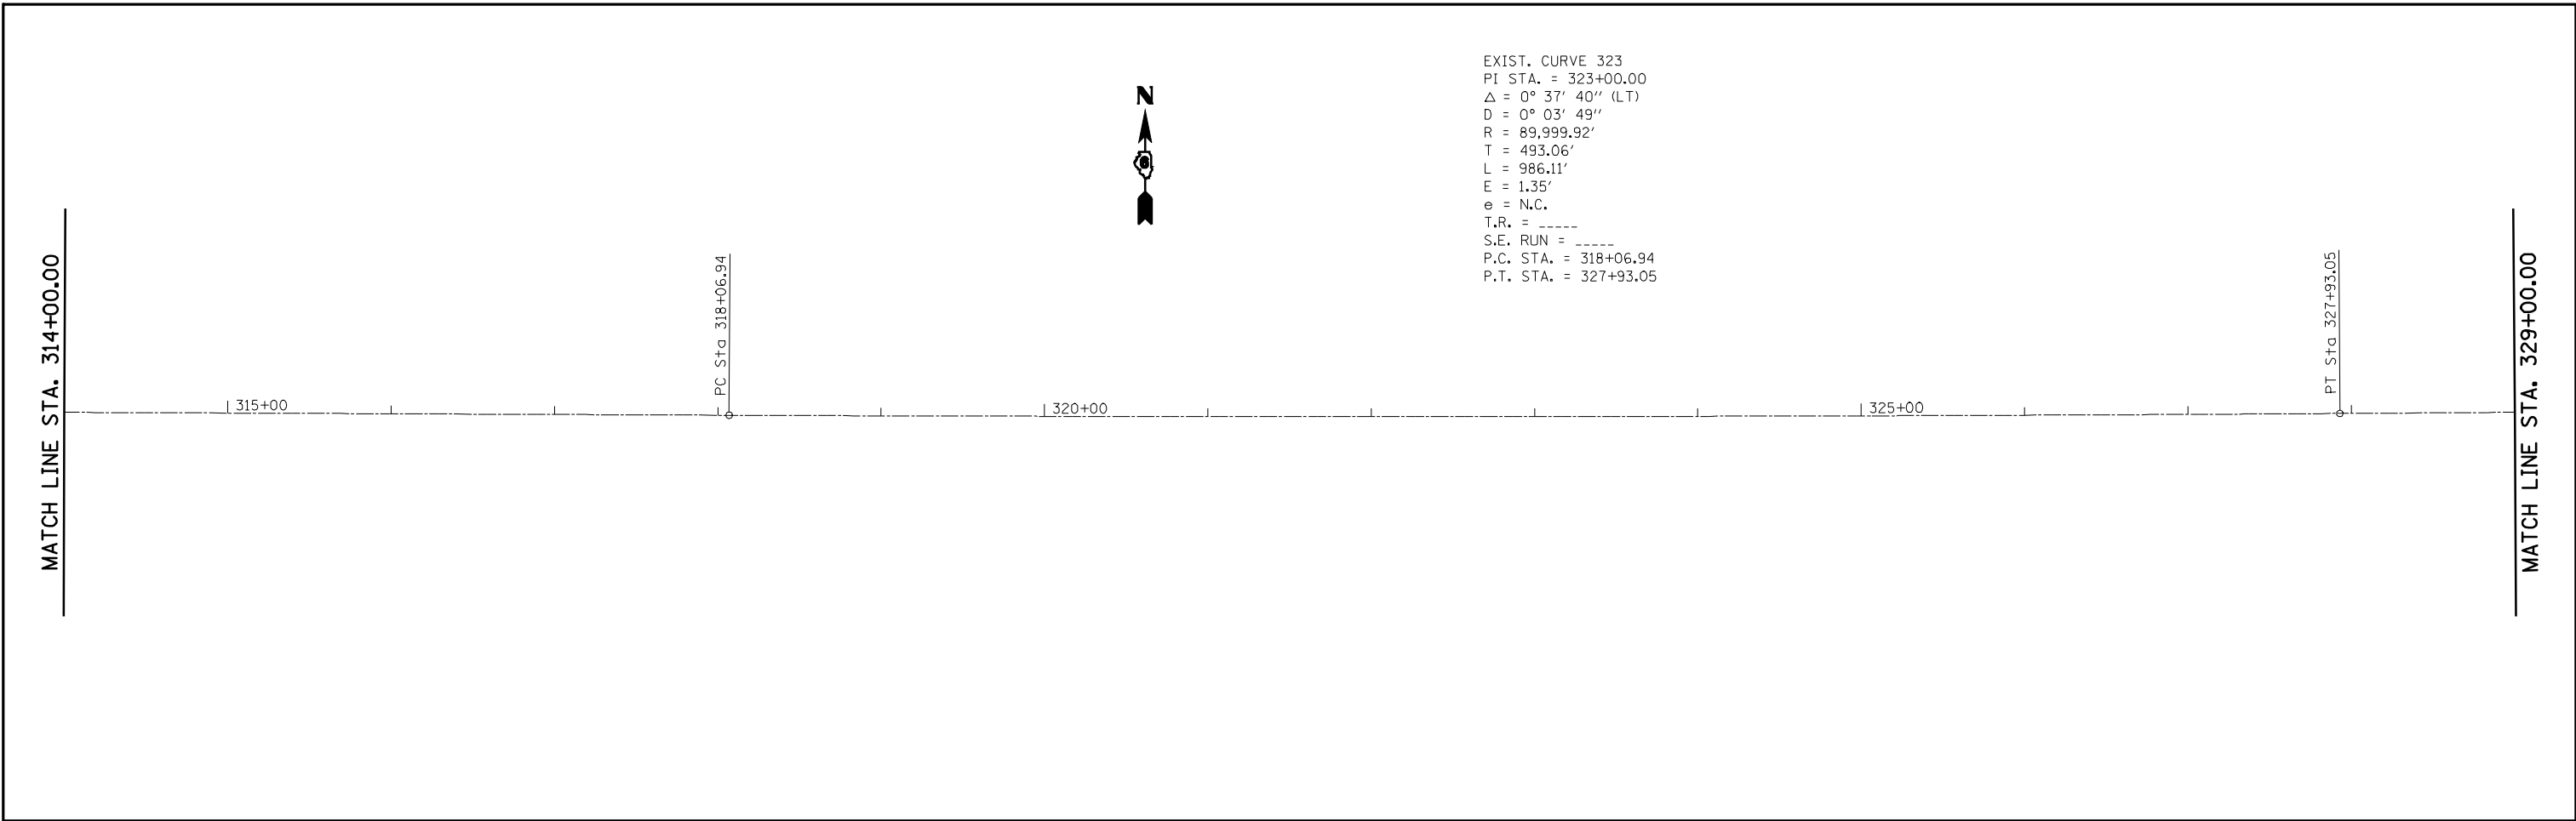 EXIST. CURVE 323
PI STA. = 323+00.00
△ = 0° 37' 40" (LT)
D = 0° 03' 49"
R = 89,999.92'
T = 493.06'
L = 986.11'
E = 1.35'
e = N.C.
T.R. = _____
S.E. RUN = _____
P.C. STA. = 318+06.94
P.T. STA. = 327+93.05
N
6
MATCH LINE STA. 314+00.00
315+00
PC Sta 318+06.94
320+00
325+00
PT Sta 327+93.05
MATCH LINE STA. 329+00.00